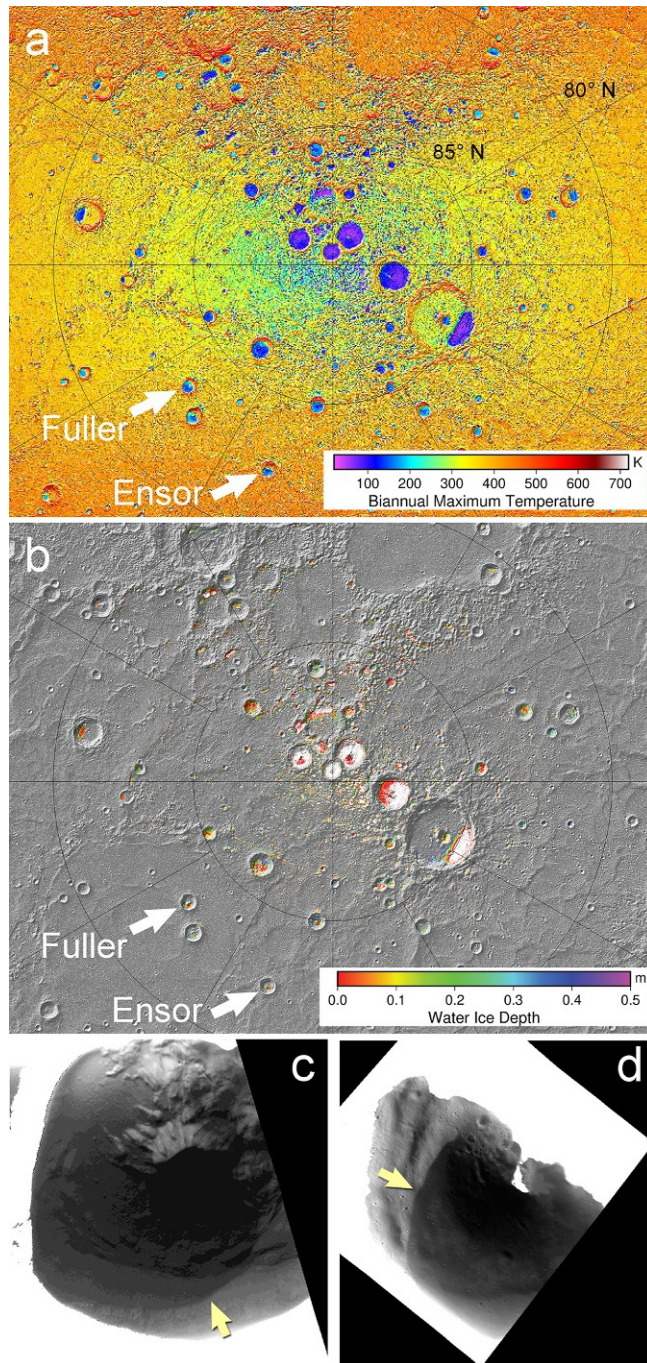 a
80° N
85° N
Fuller
Ensor
K
100 200 300 400 500 600 700
Biannual Maximum Temperature
b
Fuller
Ensor
m
0.0 0.1 0.2 0.3 0.4 0.5
Water Ice Depth
c
d